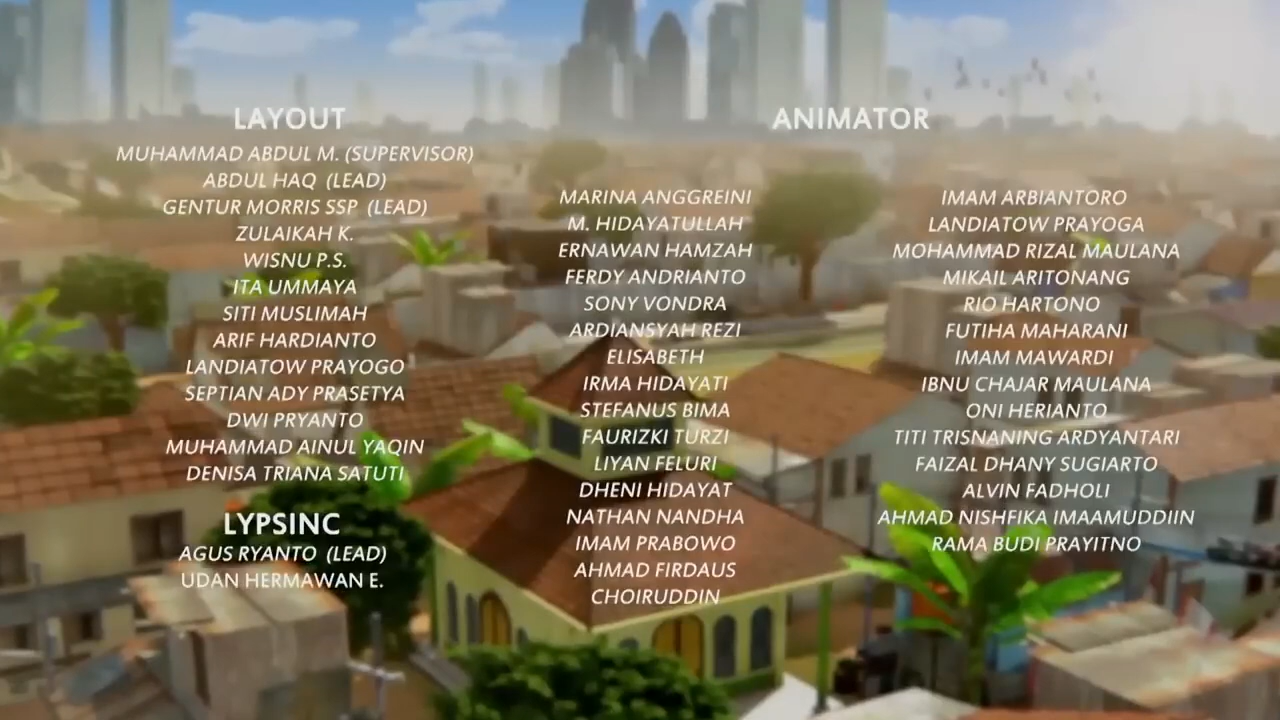 LAYOUT
MUHAMMAD ABDUL M. (SUPERVISOR)
ABDUL HAQ (LEAD)
GENTUR MORRIS SSP (LEAD)
ZULAIKAH K.
WISNU P.S.
ITA UMMAYA
SITI MUSLIMAH
ARIF HARDIANTO
LANDIATOW PRAYOGO
SEPTIAN ADY PRASETYA
DWI PRYANTO
MUHAMMAD AINUL YAQIN
DENISA TRIANA SATUTI
LYPSINC
AGUS RYANTO (LEAD)
UDAN HERMAWAN E.
ANIMATOR
MARINA ANGGREINI
M. HIDAYATULLAH
ERNAWAN HAMZAH
FERDY ANDRIANTO
SONY VONDRA
ARDIANSYAH REZI
ELISABETH
IRMA HIDAYATI
STEFANUS BIMA
FAURIZKI TURZI
LIYAN FELURI
DHENI HIDAYAT
NATHAN NANDHA
IMAM PRABOWO
AHMAD FIRDAUS
CHOIRUDDIN
IMAM ARBIANTORO
LANDIATOW PRAYOGA
MOHAMMAD RIZAL MAULANA
MIKAIL ARITONANG
RIO HARTONO
FUTIHA MAHARANI
IMAM MAWARDI
IBNU CHAJAR MAULANA
ONI HERIANTO
TITI TRISNANING ARDYANTARI
FAIZAL DHANY SUGIARTO
ALVIN FADHOLI
AHMAD NISHFIKA IMAAMUDDIIN
RAMA BUDI PRAYITNO